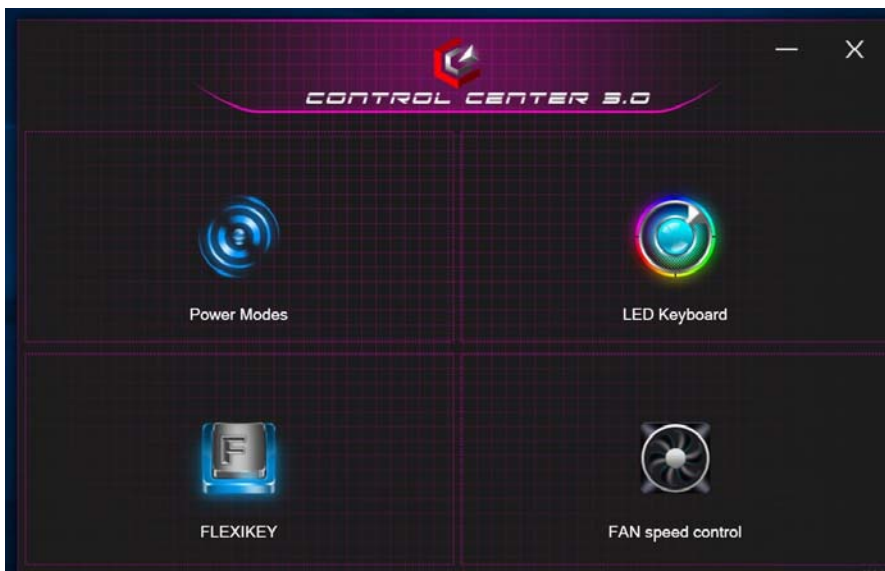 CONTROL CENTER 3.0
Power Modes
LED Keyboard
F
FLEXIKEY
FAN speed control